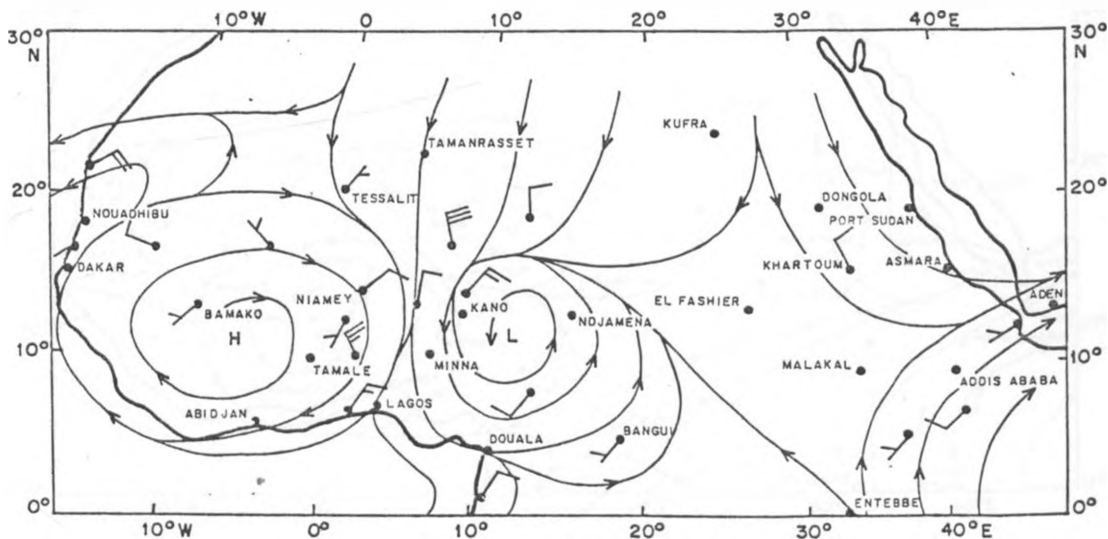 10°W 0 10° 20° 30° 40°E
30° N
30° N
KUFRA
TAMANRASSET
TESSALIT
20°
20°
DONGOLA
NOUADHIBU
PORT SUDAN
DAKAR
KHARTOUM
ASMARA
NIAMEY
ADEN
BAMAKO
KANO
EL FASHIER
NDJAMENA
H
L
10°
10°
TAMALE
MINNA
MALAKAL
ADDIS ABABA
ABIDJAN
LAGOS
DOUALA
BANGUI
ENTEBBE
0°
0°
10°W 0° 10° 20° 30° 40°E